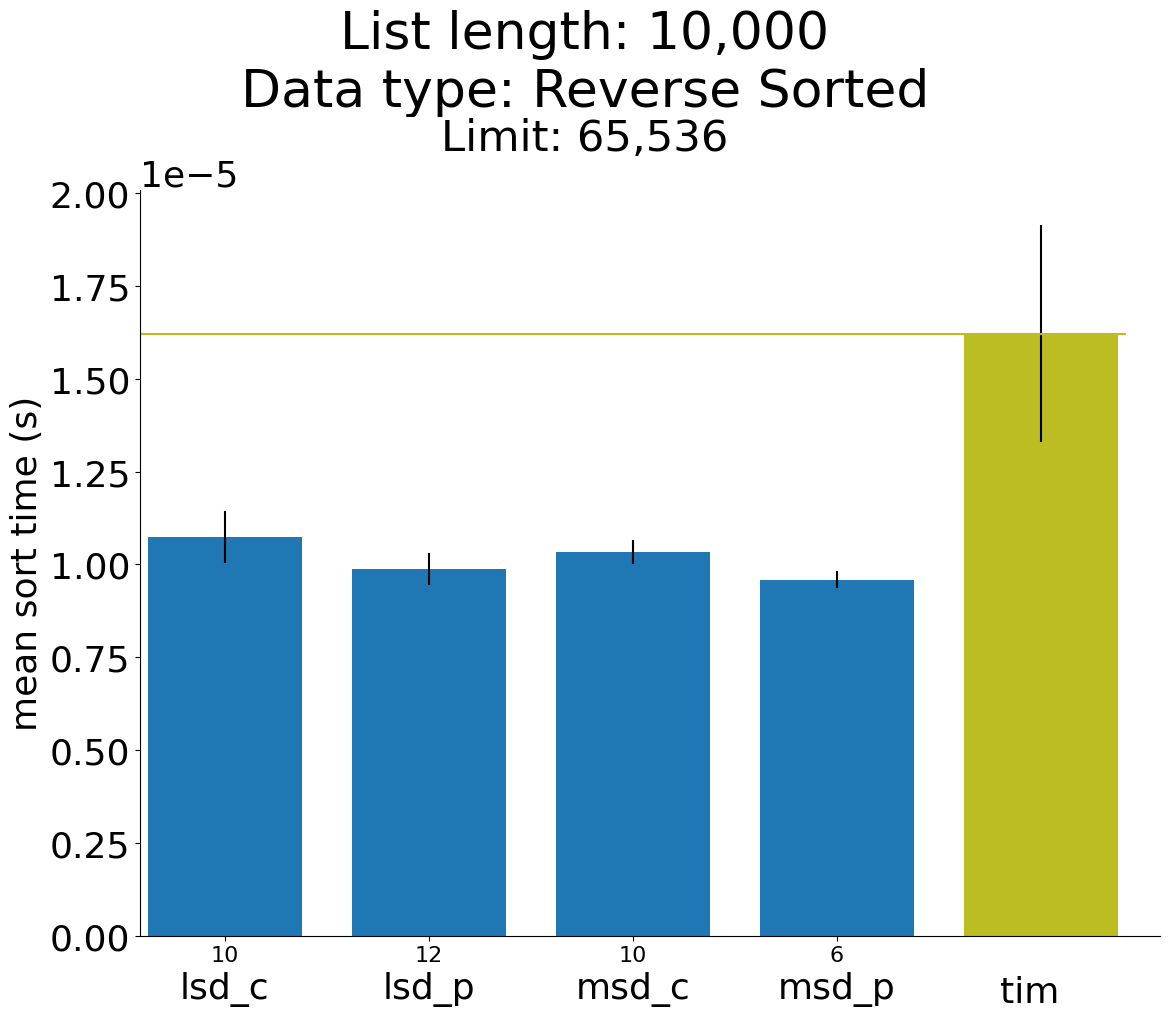 List length: 10,000
Data type: Reverse Sorted
Limit: 65,536
1e−5
2.00
1.75
1.50
1.25
1.00
0.75
0.50
0.25
0.00
mean sort time (s)
10 12 10 6
lsd_c lsd_p msd_c msd_p tim